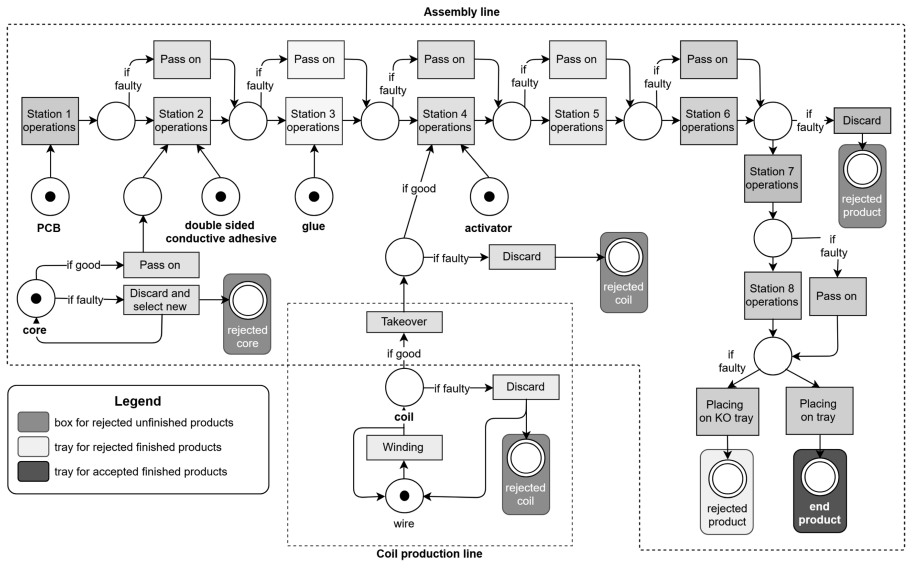 Assembly line
Pass on
Pass on
Pass on
Pass on
Pass on
if
faulty
if
faulty
if
faulty
if
faulty
if
faulty
Station 1
operations
Station 2
operations
Station 3
operations
Station 4
operations
Station 5
operations
Station 6
operations
if
faulty
Discard
rejected
product
Station 7
operations
PCB
double sided
conductive adhesive
glue
if good
activator
if
faulty
if good
Pass on
core
if faulty
Discard and
select new
rejected
core
if faulty
Discard
rejected
coil
Station 8
operations
Pass on
Takeover
if good
if
faulty
coil
if faulty
Discard
Winding
rejected
coil
wire
Coil production line
Placing
on KO tray
Placing
on tray
rejected
product
end
product
Legend
box for rejected unfinished products
tray for rejected finished products
tray for accepted finished products